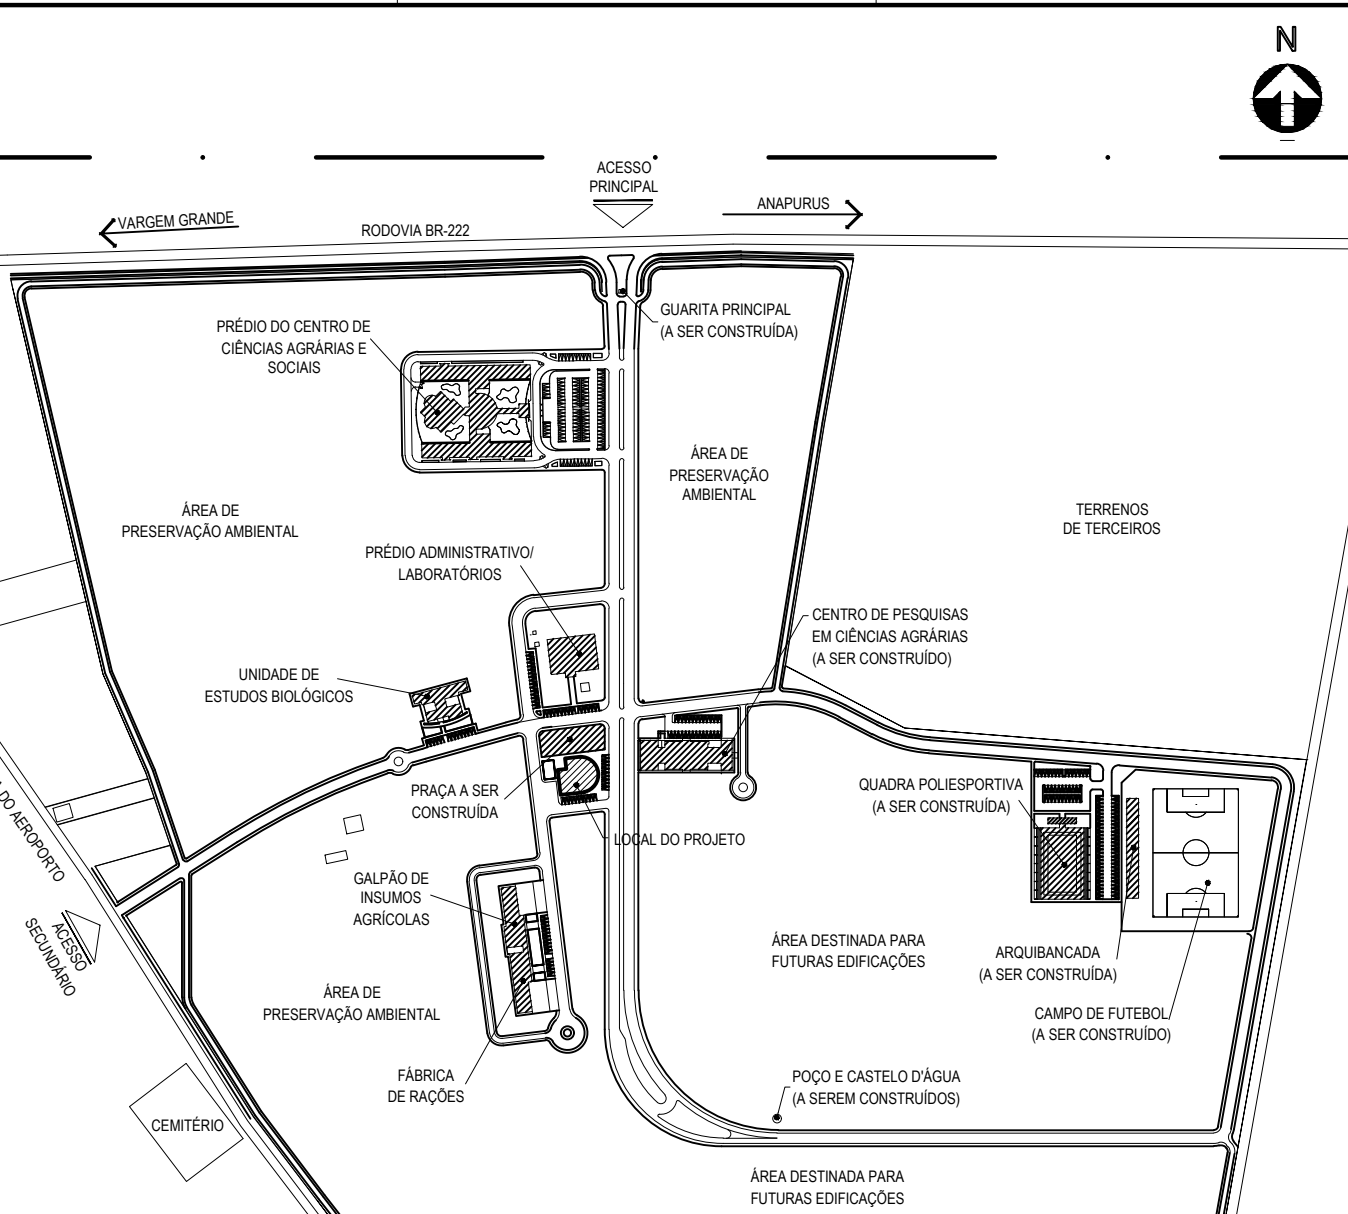 N
ACESSO
PRINCIPAL
VARGEM GRANDE
ANAPURUS
RODOVIA BR-222
GUARITA PRINCIPAL
(A SER CONSTRUÍDA)
PRÉDIO DO CENTRO DE
CIÊNCIAS AGRÁRIAS E
SOCIAIS
ÁREA DE
PRESERVAÇÃO
AMBIENTAL
ÁREA DE
PRESERVAÇÃO AMBIENTAL
TERRENOS
DE TERCEIROS
PRÉDIO ADMINISTRATIVO/
LABORATÓRIOS
CENTRO DE PESQUISAS
EM CIÊNCIAS AGRÁRIAS
(A SER CONSTRUÍDO)
UNIDADE DE
ESTUDOS BIOLÓGICOS
PRAÇA A SER
CONSTRUÍDA
QUADRA POLIESPORTIVA
(A SER CONSTRUÍDA)
LOCAL DO PROJETO
DO AEROPORTO
GALPÃO DE
INSUMOS
AGRÍCOLAS
ACESSO
SECUNDÁRIO
ÁREA DESTINADA PARA
FUTURAS EDIFICAÇÕES
ARQUIBANCADA
(A SER CONSTRUÍDA)
ÁREA DE
PRESERVAÇÃO AMBIENTAL
CAMPO DE FUTEBOL
(A SER CONSTRUÍDO)
FÁBRICA
DE RAÇÕES
POÇO E CASTELO D'ÁGUA
(A SEREM CONSTRUÍDOS)
CEMITÉRIO
ÁREA DESTINADA PARA
FUTURAS EDIFICAÇÕES